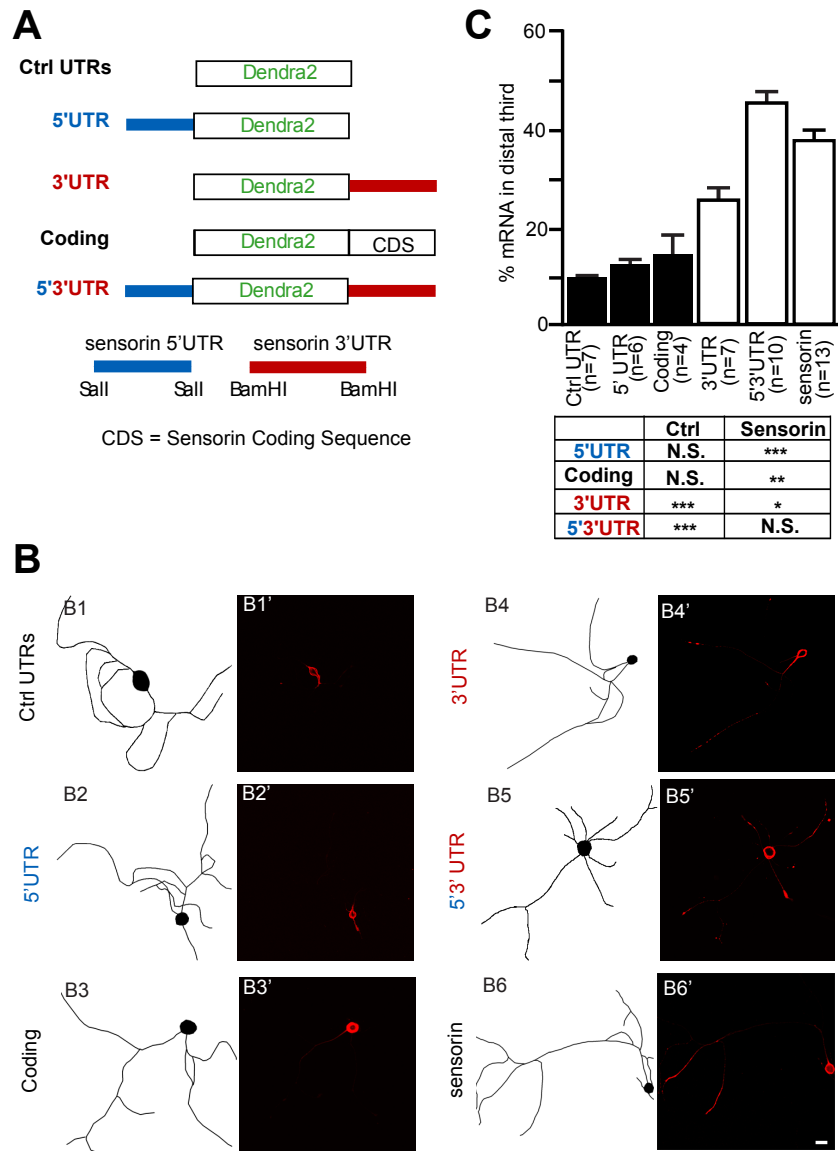 A
Ctrl UTRs
Dendra2
5'UTR
Dendra2
3'UTR
Dendra2
Coding
Dendra2
CDS
5'3'UTR
Dendra2
sensorin 5'UTR
sensorin 3'UTR
SalI
SalI
BamHI
BamHI
CDS = Sensorin Coding Sequence
C
% mRNA in distal third
60
40
20
10
0
Ctrl UTR
(n=7)
5' UTR
(n=6)
Coding
(n=4)
3'UTR
(n=7)
5'3'UTR
(n=10)
sensorin
(n=13)
Ctrl Sensorin
5'UTR N.S. ***
Coding N.S. **
3'UTR *** *
5'3'UTR *** N.S.
B
Ctrl UTRs
B1
B1'
3'UTR
B4
B4'
5'UTR
B2
B2'
5'3' UTR
B5
B5'
Coding
B3
B3'
sensorin
B6
B6'